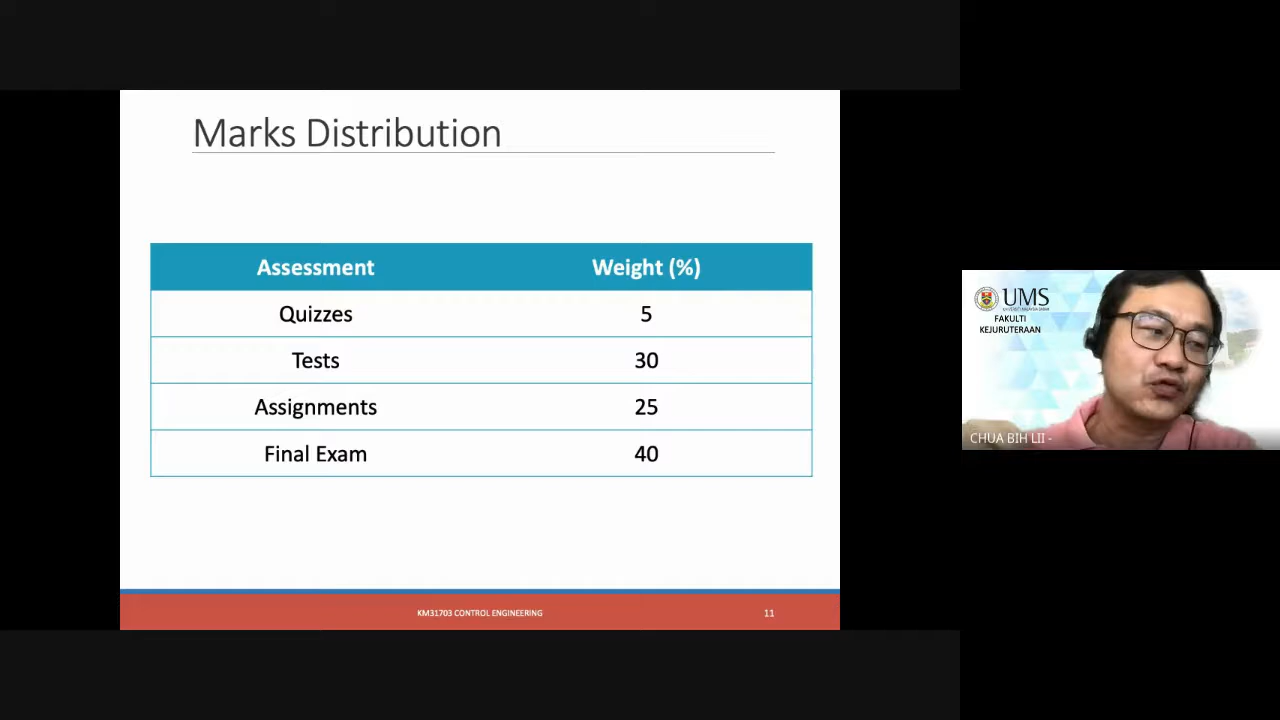 Marks Distribution
Assessment Weight (%)
Quizzes 5
Tests 30
Assignments 25
Final Exam 40
KM31703 CONTROL ENGINEERING 11
UMS
FAKULTI
KEJURUTERAAN
CHUA BIH LII -